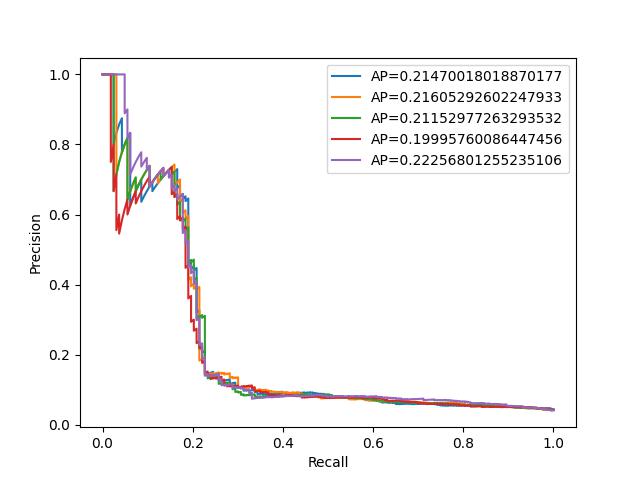 AP=0.21470018018870177
AP=0.21605292602247933
AP=0.21152977263293532
AP=0.19995760086447456
AP=0.222568012552​35106
1.0
0.8
0.6
0.4
0.2
0.0
Precision
0.0 0.2 0.4 0.6 0.8 1.0
Recall